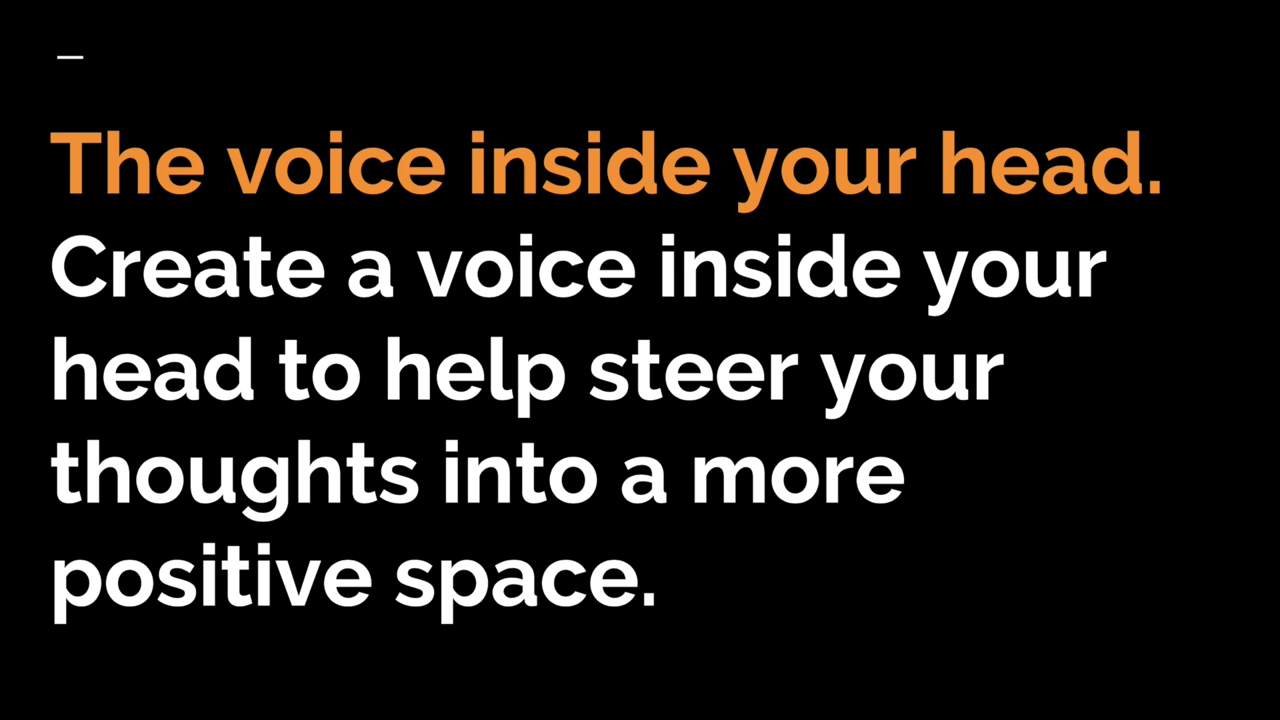 The voice inside your head.
Create a voice inside your
head to help steer your
thoughts into a more
positive space.